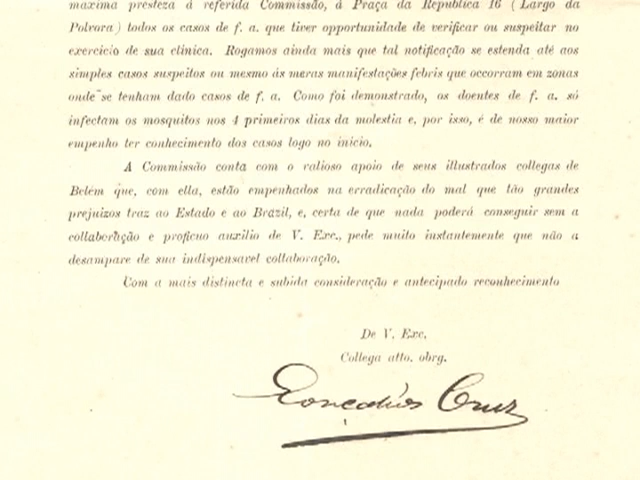 maxima presteza á referida Commissão, á Praça da Republica 16 (Largo da
Polvora) todos os casos de f. a. que tiver opportunidade de verificar ou suspeitar no
exercicio de sua clinica. Rogamos ainda mais que tal notificação se estenda até aos
simples casos suspeitos ou mesmo ás meras manifestações febris que occorram em zonas
onde se tenham dado casos de f. a. Como foi demonstrado, os doentes de f. a. só
infectam os mosquitos nos 4 primeiros dias da molestia e, por isso, é de nosso maior
empenho ter conhecimento dos casos logo no início.
A Commissão conta com o valioso apoio de seus illustrados collegas de
Belém que, com ella, estão empenhados na erradicação do mal que tão grandes
prejuizos traz ao Estado e ao Brazil, e, certa de que nada poderá conseguir sem a
collaboração e proficuo auxilio de V. Exc., pede muito instantemente que não a
desampare de sua indispensavel collaboração.
Com a mais distincta e subida consideração e antecipado reconhecimento
De V. Exc.
Collega atto. obrg.
Gonçalves Cruz